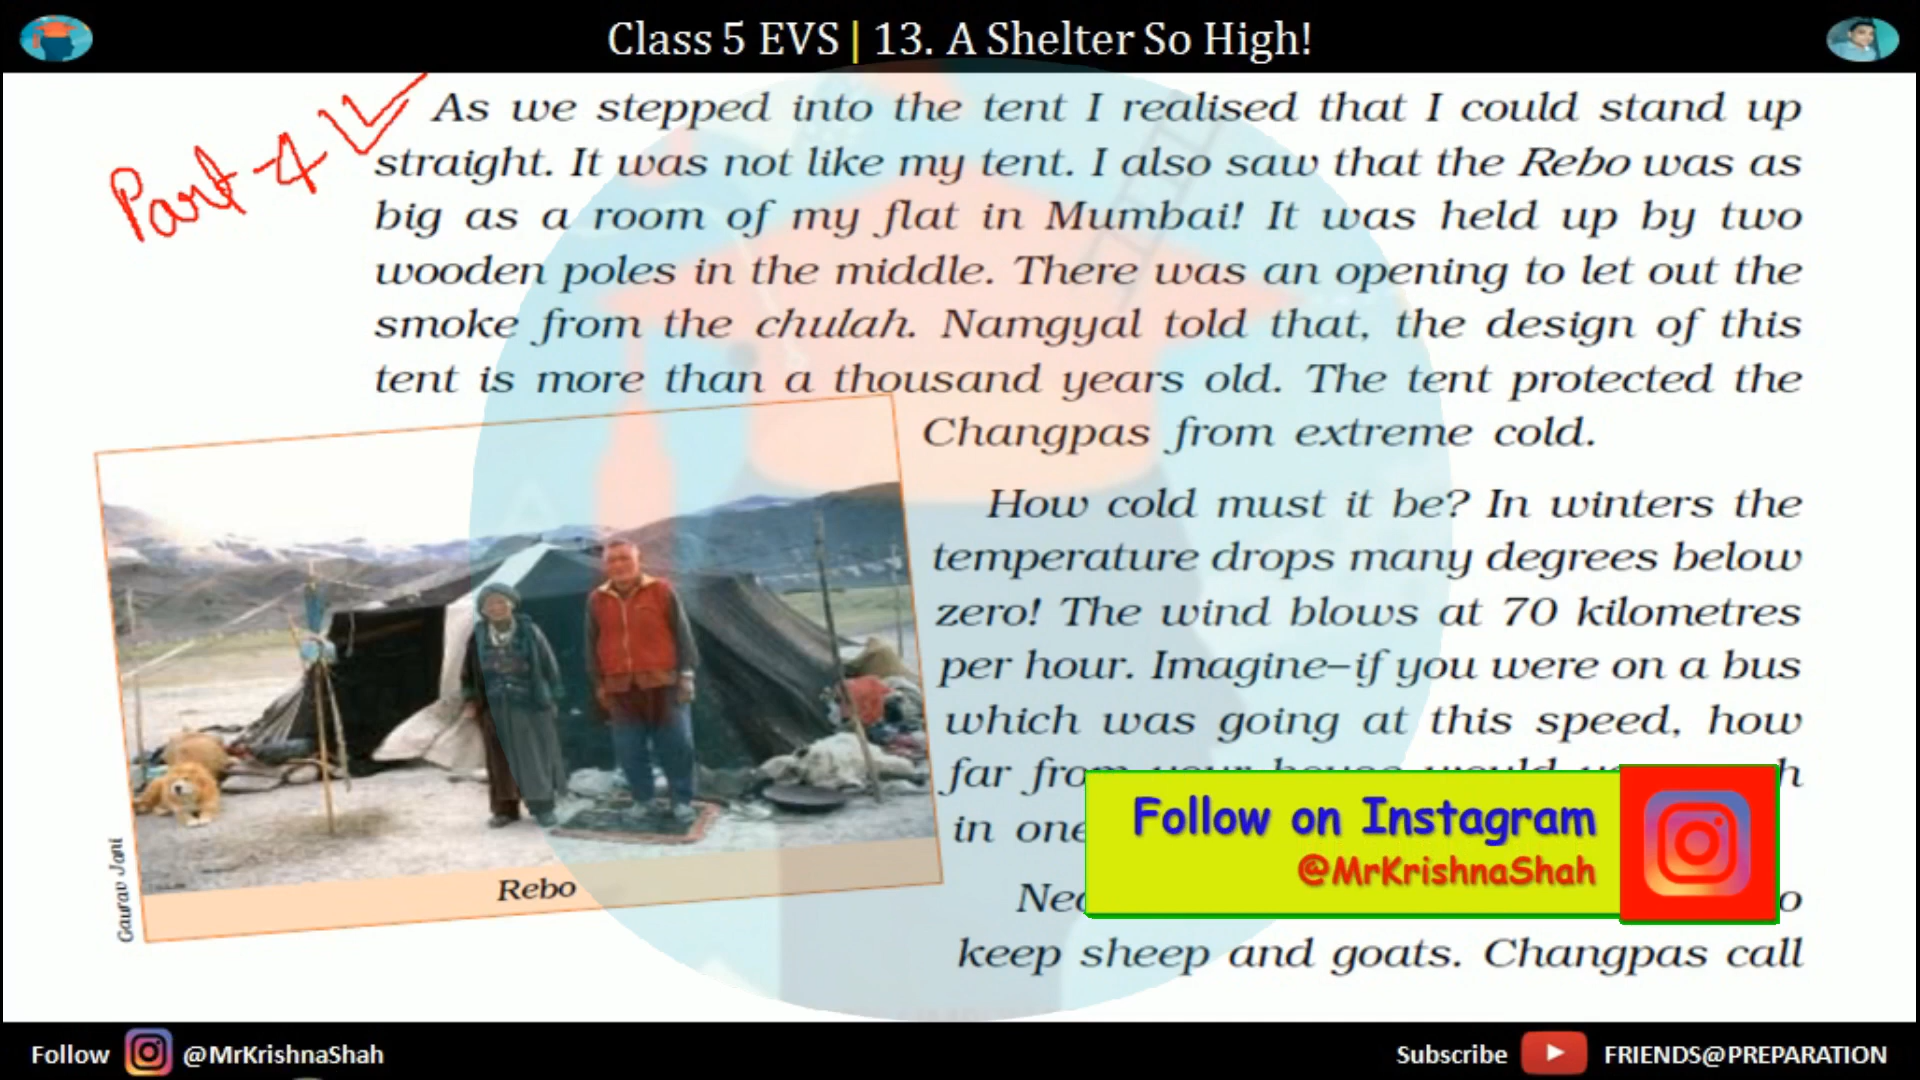 Class 5 EVS | 13. A Shelter So High!
Part-4
As we stepped into the tent I realised that I could stand up
straight. It was not like my tent. I also saw that the Rebo was as
big as a room of my flat in Mumbai! It was held up by two
wooden poles in the middle. There was an opening to let out the
smoke from the chulah. Namgyal told that, the design of this
tent is more than a thousand years old. The tent protected the
Changpas from extreme cold.
How cold must it be? In winters the
temperature drops many degrees below
zero! The wind blows at 70 kilometres
per hour. Imagine–if you were on a bus
which was going at this speed, how
far from your house would
in one
keep sheep and goats. Changpas call
Gaurav Jani
Rebo
Follow on Instagram
@MrKrishnaShah
Follow @MrKrishnaShah
Subscribe FRIENDS@PREPARATION